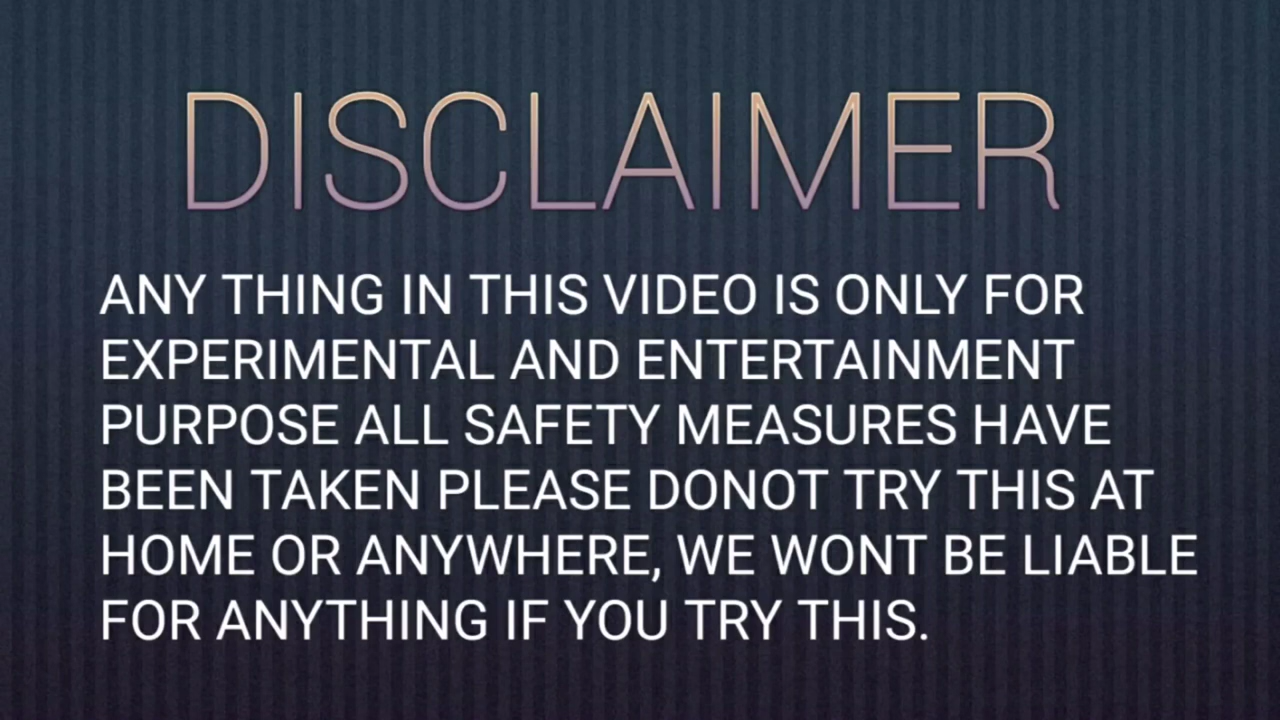 DISCLAIMER
ANY THING IN THIS VIDEO IS ONLY FOR
EXPERIMENTAL AND ENTERTAINMENT
PURPOSE ALL SAFETY MEASURES HAVE
BEEN TAKEN PLEASE DONOT TRY THIS AT
HOME OR ANYWHERE, WE WONT BE LIABLE
FOR ANYTHING IF YOU TRY THIS.